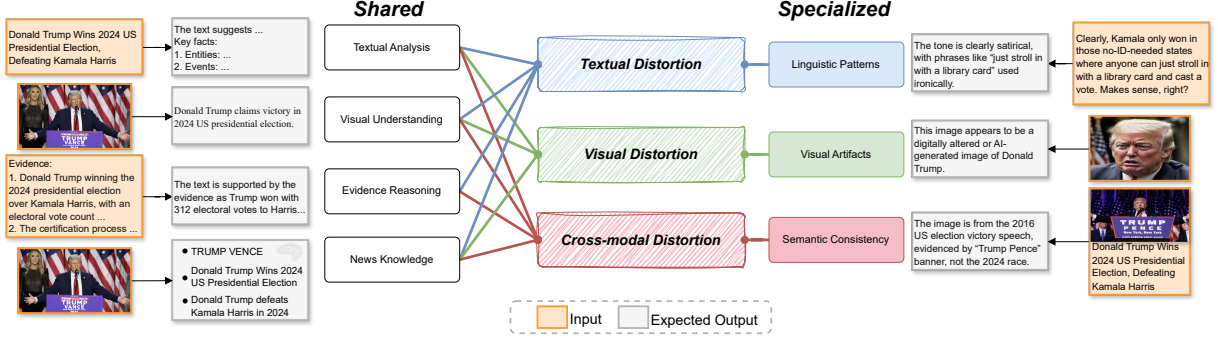 Shared
Specialized
Donald Trump Wins 2024 US
Presidential Election,
Defeating Kamala Harris
The text suggests ...
Key facts:
1. Entities: ...
2. Events: ...
TRUMP
VANCE
Donald Trump claims victory in
2024 US presidential election.
Evidence:
1. Donald Trump winning the
2024 presidential election
over Kamala Harris, with an
electoral vote count ...
2. The certification process ...
The text is supported by the
evidence as Trump won with
312 electoral votes to Harris...
TRUMP
VANCE
● TRUMP VENCE
● Donald Trump Wins 2024
US Presidential Election
● Donald Trump defeats
Kamala Harris in 2024
Textual Analysis
Visual Understanding
Evidence Reasoning
News Knowledge
Textual Distortion
Visual Distortion
Cross-modal Distortion
Linguistic Patterns
Visual Artifacts
Semantic Consistency
The tone is clearly satirical,
with phrases like “just stroll in
with a library card” used
ironically.
Clearly, Kamala only won in
those no-ID-needed states
where anyone can just stroll in
with a library card and cast a
vote. Makes sense, right?
This image appears to be a
digitally altered or AI-
generated image of Donald
Trump.
The image is from the 2016
US election victory speech,
evidenced by “Trump Pence”
banner, not the 2024 race.
TRUMP
PENCE
New York, New York
Donald Trump Wins
2024 US Presidential
Election, Defeating
Kamala Harris
Input
Expected Output